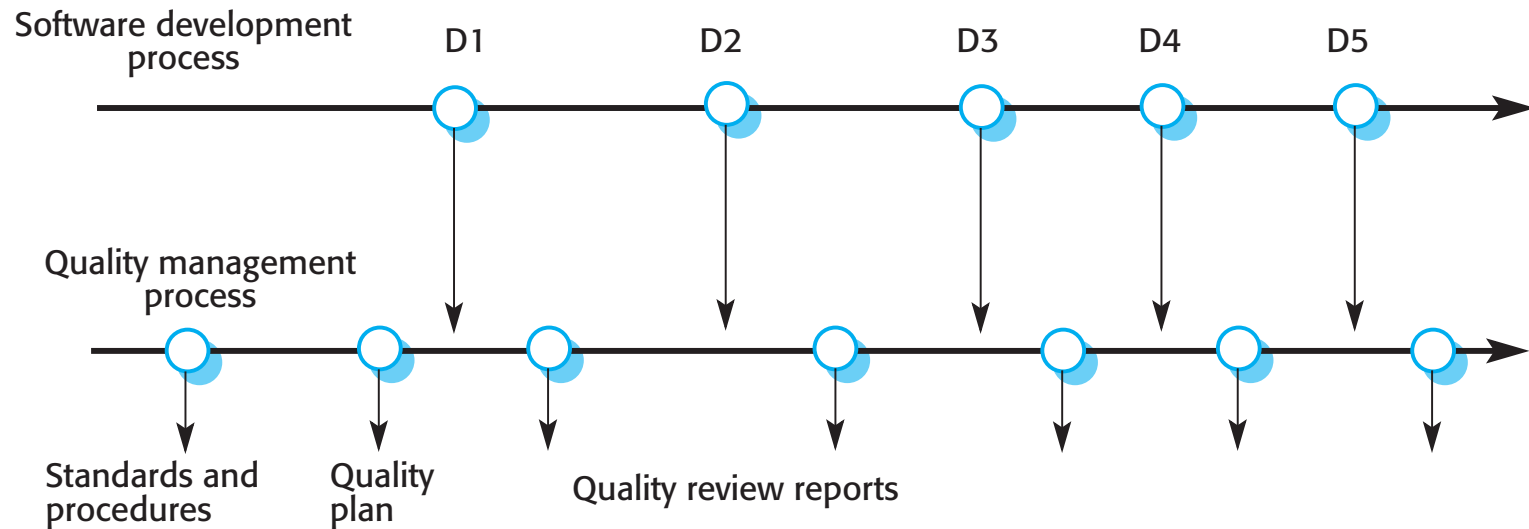 Software development
process
D1
D2
D3
D4
D5
Quality management
process
Standards and
procedures
Quality
plan
Quality review reports